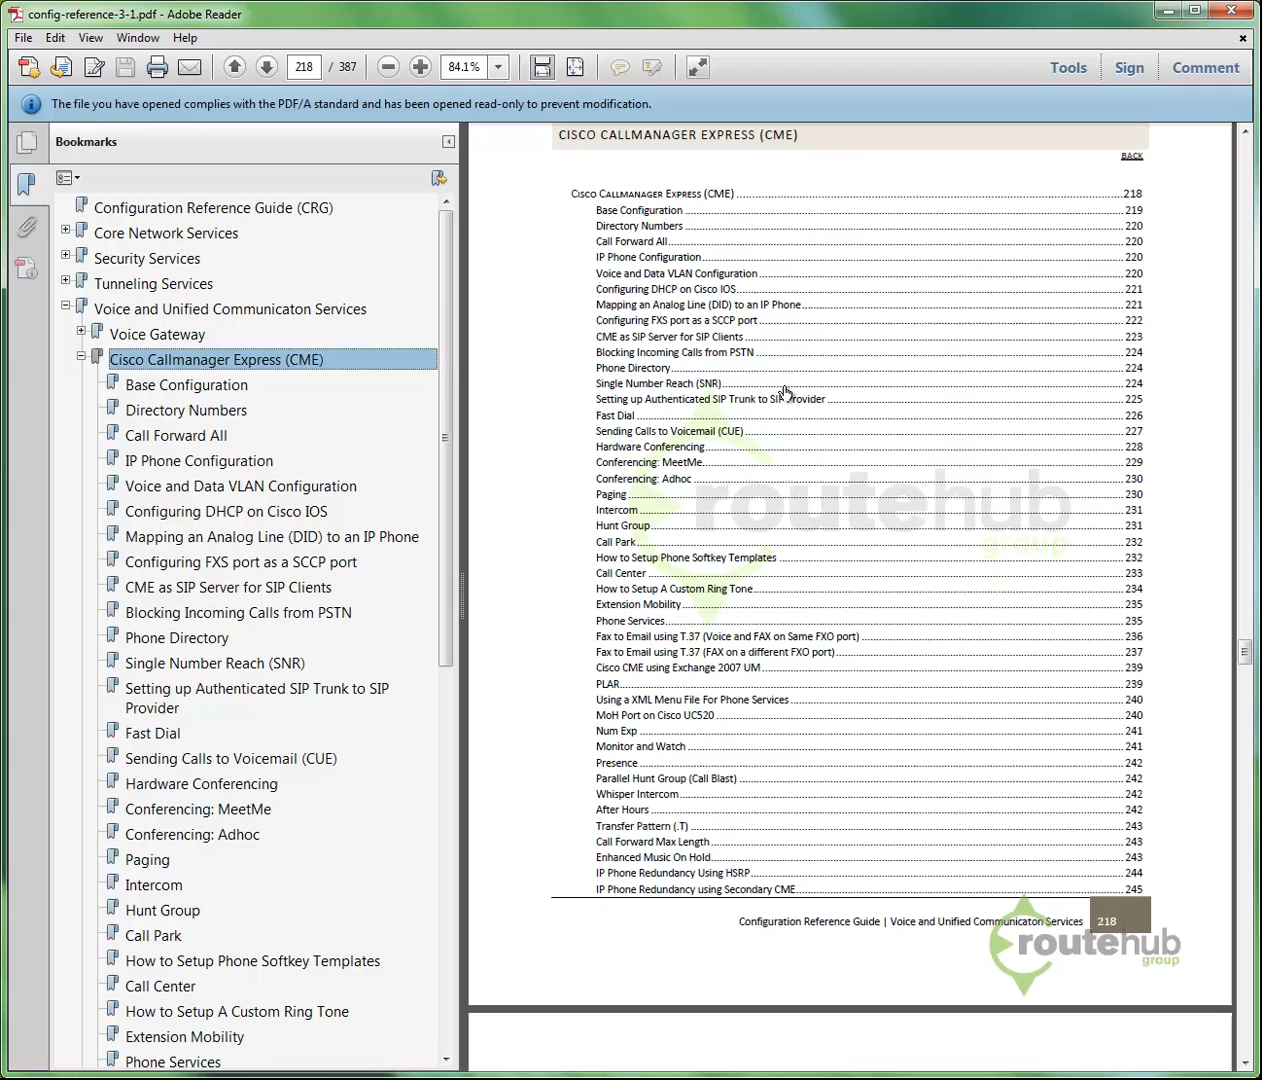 config-reference-3-1.pdf - Adobe Reader
File Edit View Window Help
218 / 387 84.1% Tools Sign Comment
The file you have opened complies with the PDF/A standard and has been opened read-only to prevent modification.
Bookmarks
Configuration Reference Guide (CRG)
Core Network Services
Security Services
Tunneling Services
Voice and Unified Communicaton Services
Voice Gateway
Cisco Callmanager Express (CME)
Base Configuration
Directory Numbers
Call Forward All
IP Phone Configuration
Voice and Data VLAN Configuration
Configuring DHCP on Cisco IOS
Mapping an Analog Line (DID) to an IP Phone
Configuring FXS port as a SCCP port
CME as SIP Server for SIP Clients
Blocking Incoming Calls from PSTN
Phone Directory
Single Number Reach (SNR)
Setting up Authenticated SIP Trunk to SIP
Provider
Fast Dial
Sending Calls to Voicemail (CUE)
Hardware Conferencing
Conferencing: MeetMe
Conferencing: Adhoc
Paging
Intercom
Hunt Group
Call Park
How to Setup Phone Softkey Templates
Call Center
How to Setup A Custom Ring Tone
Extension Mobility
Phone Services
CISCO CALLMANAGER EXPRESS (CME)
BACK
CISCO CALLMANAGER EXPRESS (CME) 218
Base Configuration 219
Directory Numbers 220
Call Forward All 220
IP Phone Configuration 220
Voice and Data VLAN Configuration 220
Configuring DHCP on Cisco IOS 221
Mapping an Analog Line (DID) to an IP Phone 221
Configuring FXS port as a SCCP port 222
CME as SIP Server for SIP Clients 223
Blocking Incoming Calls from PSTN 224
Phone Directory 224
Single Number Reach (SNR) 224
Setting up Authenticated SIP Trunk to SIP Provider 225
Fast Dial 226
Sending Calls to Voicemail (CUE) 227
Hardware Conferencing 228
Conferencing: MeetMe 229
Conferencing: Adhoc 230
Paging 230
Intercom 231
Hunt Group 231
Call Park 232
How to Setup Phone Softkey Templates 232
Call Center 233
How to Setup A Custom Ring Tone 234
Extension Mobility 235
Phone Services 235
Fax to Email using T.37 (Voice and FAX on Same FXO port) 236
Fax to Email using T.37 (FAX on a different FXO port) 237
Cisco CME using Exchange 2007 UM 239
PLAR 239
Using a XML Menu File For Phone Services 240
MoH Port on Cisco UC520 240
Num Exp 241
Monitor and Watch 241
Presence 242
Parallel Hunt Group (Call Blast) 242
Whisper Intercom 242
After Hours 242
Transfer Pattern (.T) 243
Call Forward Max Length 243
Enhanced Music On Hold 243
IP Phone Redundancy Using HSRP 244
IP Phone Redundancy using Secondary CME 245
routehub
group
Configuration Reference Guide | Voice and Unified Communicaton Services 218
routehub
group